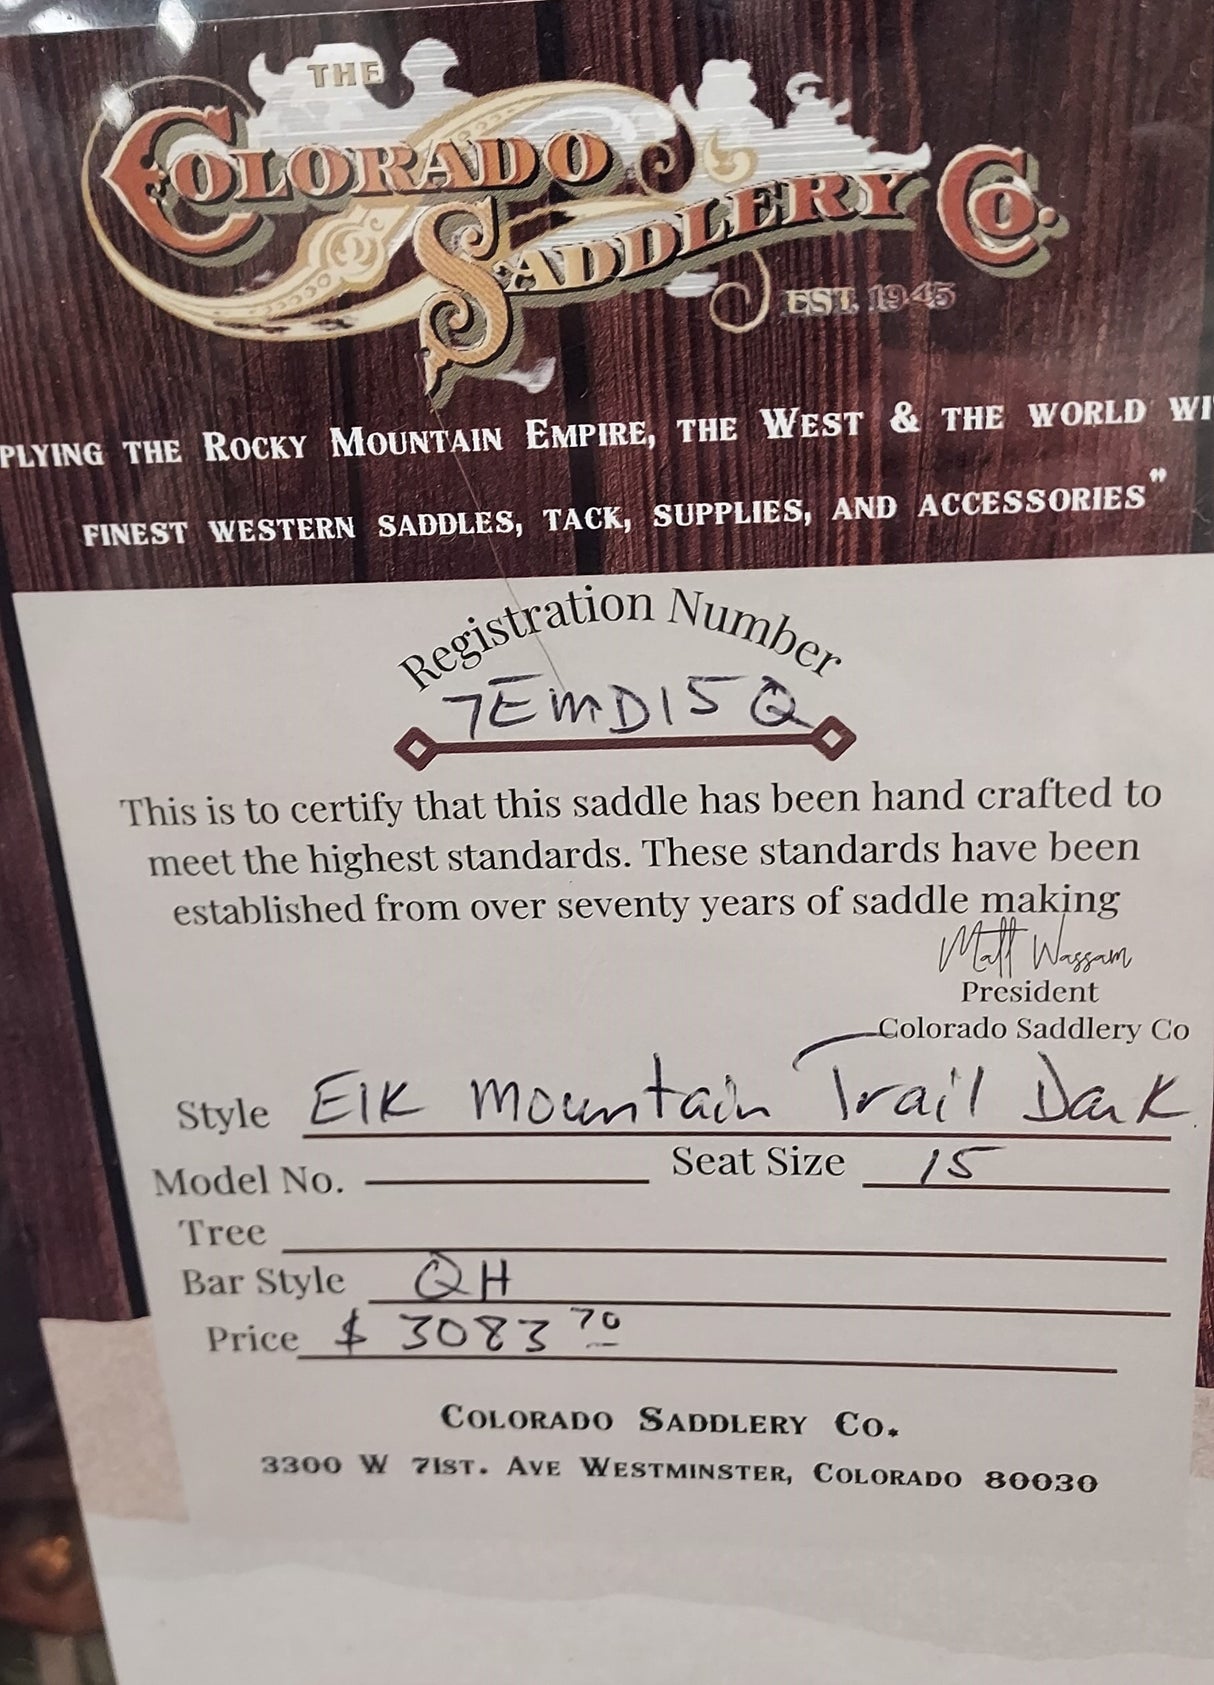 THE
COLORADO
SADDLERY CO.
EST. 1945
PLYING THE ROCKY MOUNTAIN EMPIRE, THE WEST & THE WORLD WI
FINEST WESTERN SADDLES, TACK, SUPPLIES, AND ACCESSORIES"
Registration Number
7EMD15Q
This is to certify that this saddle has been hand crafted to
meet the highest standards. These standards have been
established from over seventy years of saddle making
Matt Wassam
President
Colorado Saddlery Co
Style Elk Mountain Trail Dark
Model No. Seat Size 15
Tree
Bar Style QH
Price $ 3083 70
COLORADO SADDLERY CO.
3300 W 71ST. AVE WESTMINSTER, COLORADO 80030